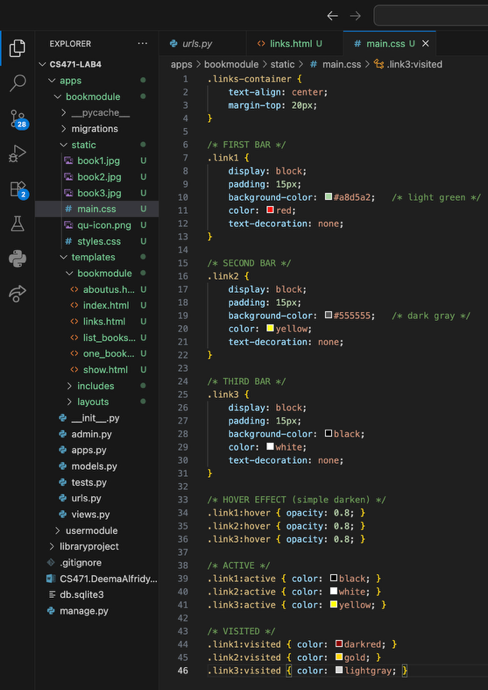 EXPLORER
CS471-LAB4
apps
bookmodule
__pycache__
migrations
static
book1.jpg U
book2.jpg U
book3.jpg U
main.css U
qu-icon.png U
styles.css U
templates
bookmodule
aboutus.h... U
index.html U
links.html U
list_books... U
one_book... U
show.html U
includes
layouts
__init__.py
admin.py
apps.py
models.py
tests.py
urls.py
views.py
usermodule
libraryproject
.gitignore
CS471.DeemaAlfridy...
db.sqlite3
manage.py
28
2
urls.py
links.html U
main.css U
apps > bookmodule > static > # main.css > .link3:visited
1 .links-container {
2 text-align: center;
3 margin-top: 20px;
4 }
5
6 /* FIRST BAR */
7 .link1 {
8 display: block;
9 padding: 15px;
10 background-color: #a8d5a2; /* light green */
11 color: red;
12 text-decoration: none;
13 }
14
15 /* SECOND BAR */
16 .link2 {
17 display: block;
18 padding: 15px;
19 background-color: #555555; /* dark gray */
20 color: yellow;
21 text-decoration: none;
22 }
23
24 /* THIRD BAR */
25 .link3 {
26 display: block;
27 padding: 15px;
28 background-color: black;
29 color: white;
30 text-decoration: none;
31 }
32
33 /* HOVER EFFECT (simple darken) */
34 .link1:hover { opacity: 0.8; }
35 .link2:hover { opacity: 0.8; }
36 .link3:hover { opacity: 0.8; }
37
38 /* ACTIVE */
39 .link1:active { color: black; }
40 .link2:active { color: white; }
41 .link3:active { color: yellow; }
42
43 /* VISITED */
44 .link1:visited { color: darkred; }
45 .link2:visited { color: gold; }
46 .link3:visited { color: lightgray; }